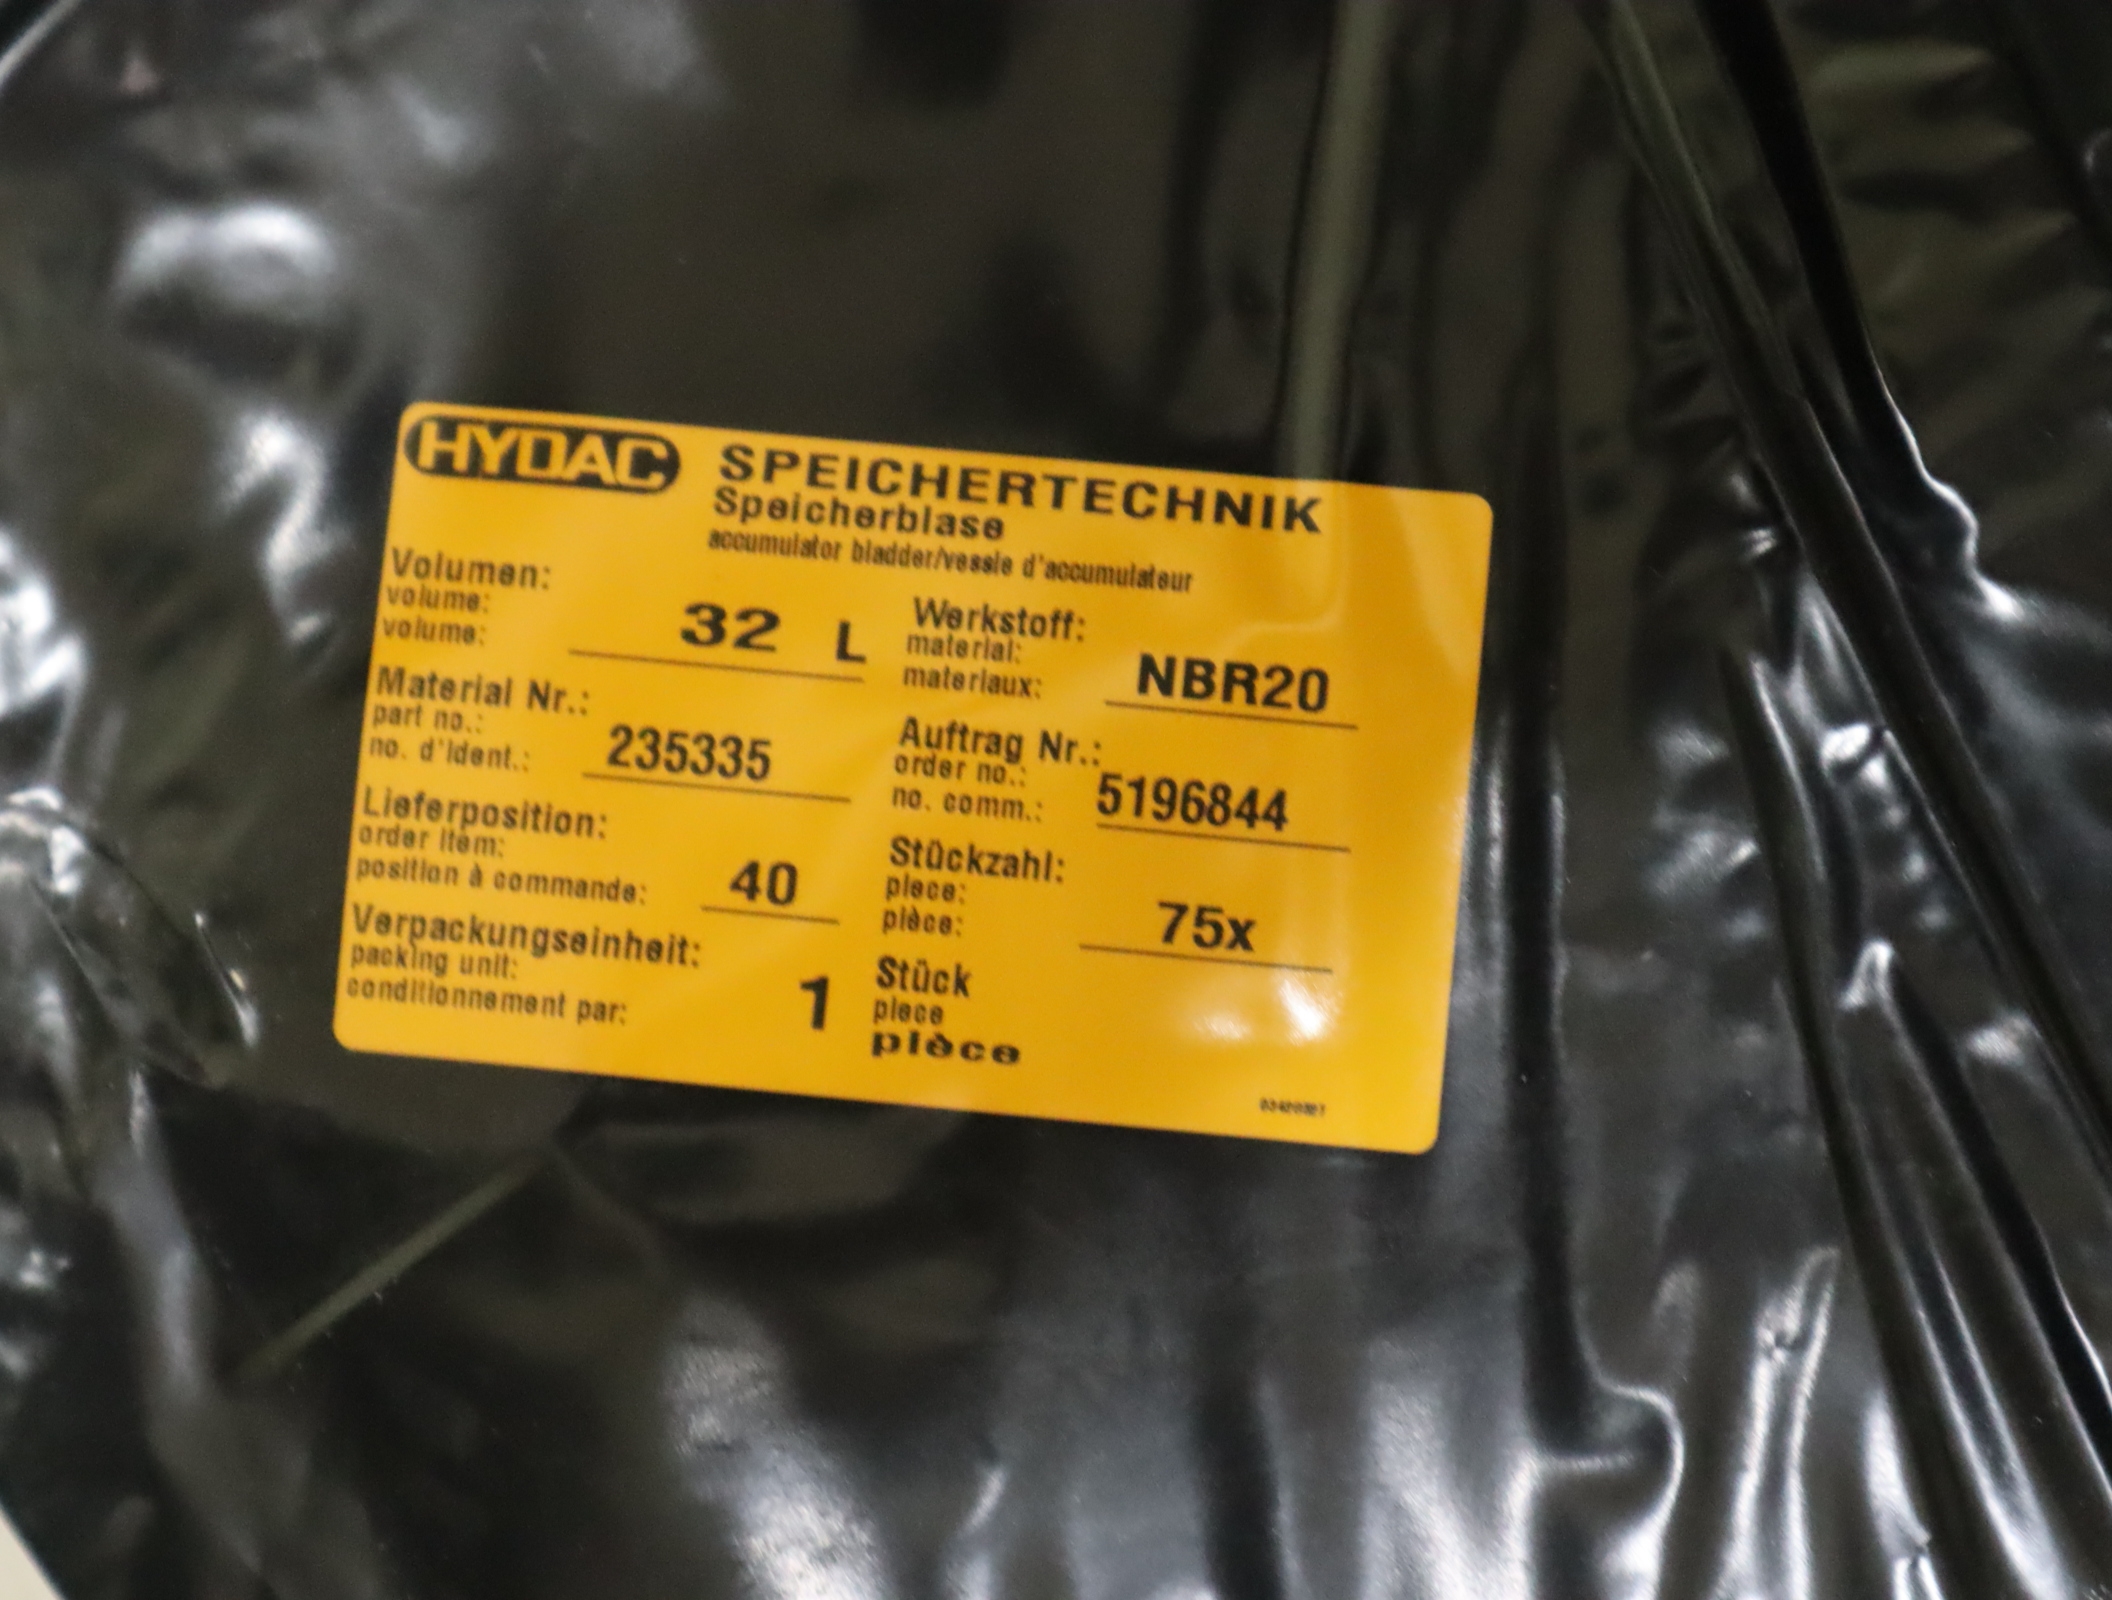 HYDAC SPEICHERTECHNIK
Speicherblase
accumulator bladder/vessie d'accumulateur
Volumen:
volume:
volume:
32 L
Werkstoff:
material:
materiaux:
NBR20
Material Nr.:
part no.:
no. d'ident.:
235335
Auftrag Nr.:
order no.:
no. comm.:
5196844
Lieferposition:
order item:
position à commande:
40
Stückzahl:
piece:
pièce:
75x
Verpackungseinheit:
packing unit:
conditionnement par:
1
Stück
piece
pièce